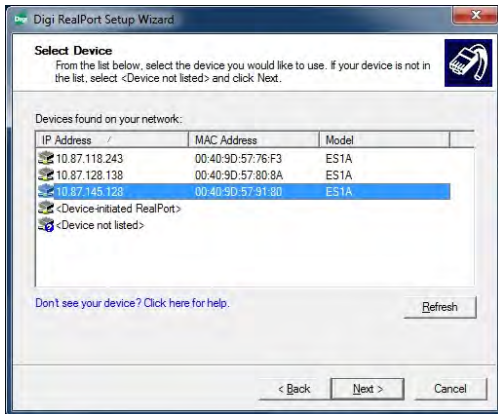 Digi RealPort Setup Wizard
Select Device
From the list below, select the device you would like to use. If your device is not in
the list, select <Device not listed> and click Next.
Devices found on your network:
IP Address / MAC Address Model
10.87.118.243 00:40:9D:57:76:F3 ES1A
10.87.128.138 00:40:9D:57:80:8A ES1A
10.87.145.128 00:40:9D:57:91:80 ES1A
<Device-initiated RealPort>
<Device not listed>
Don't see your device? Click here for help.
Refresh
< Back Next > Cancel